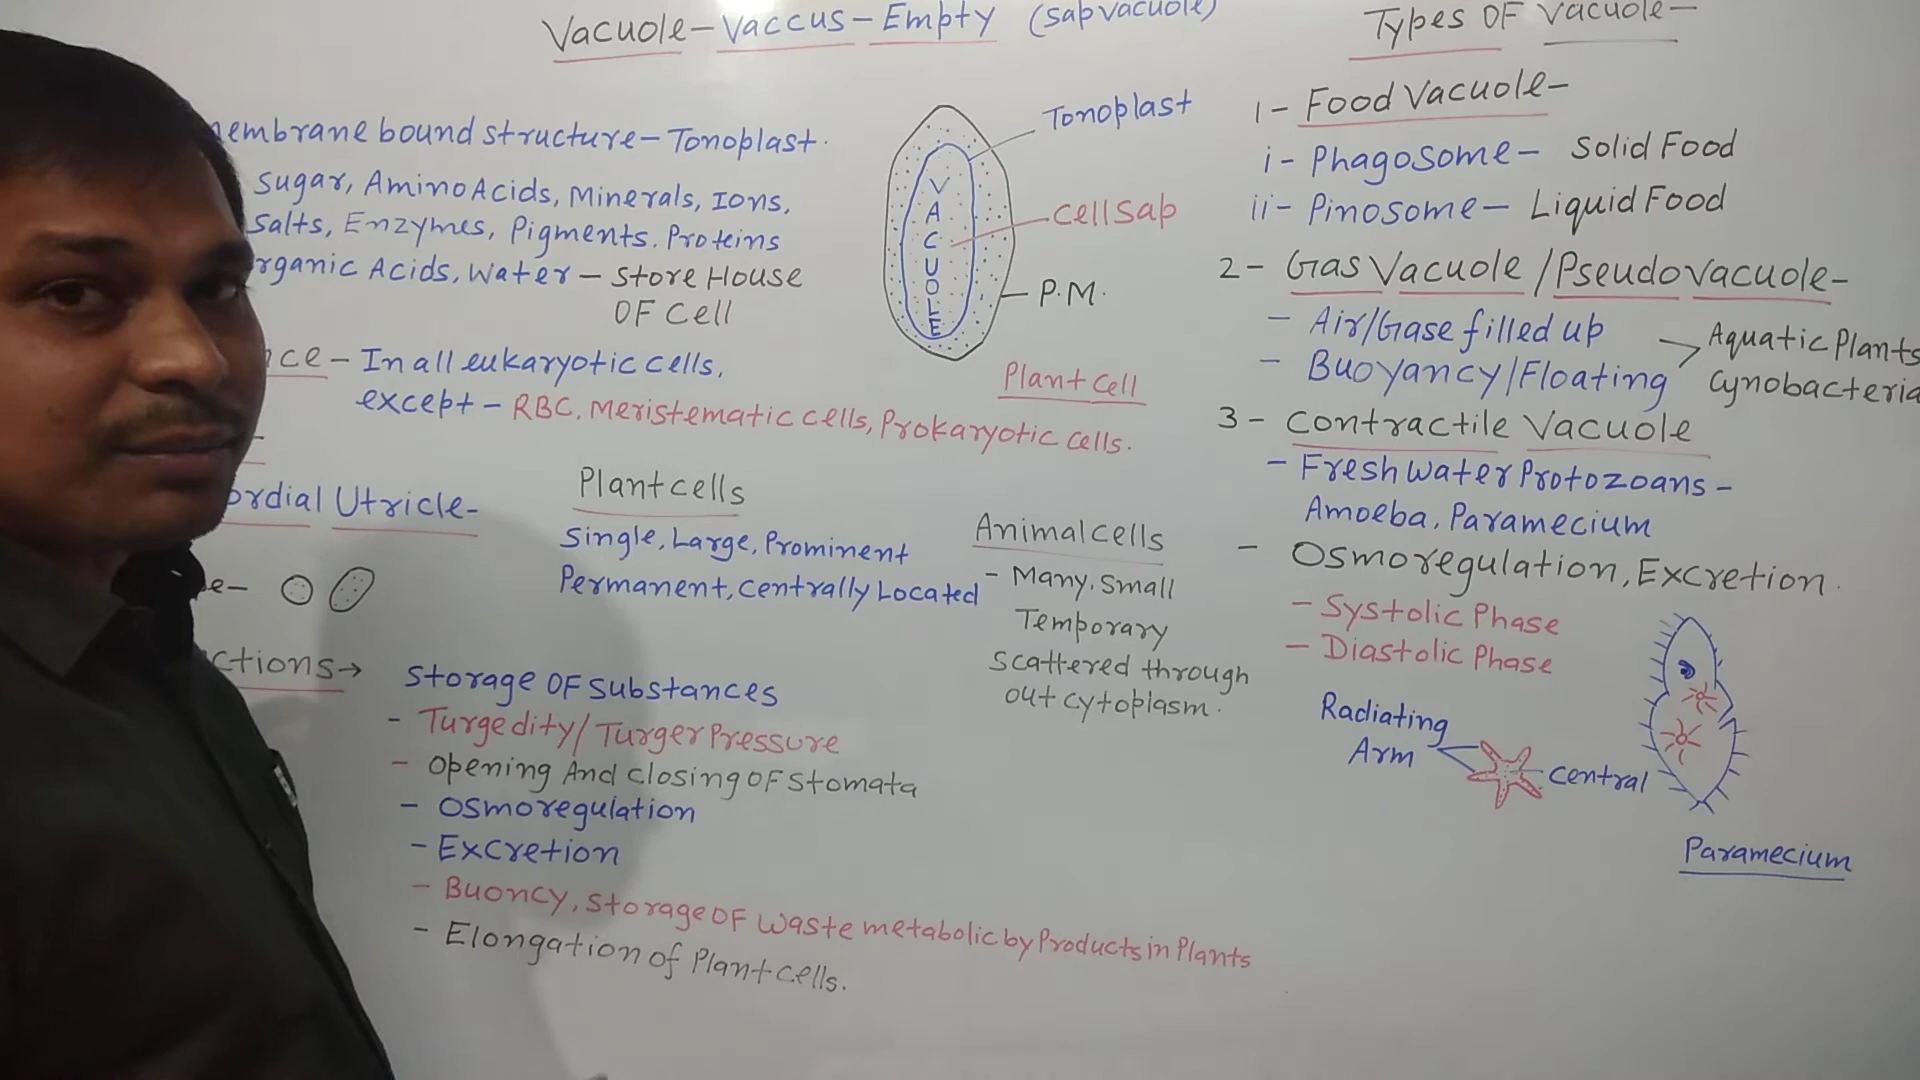 Vacuole - Vaccus - Empty (sap vacuole)
membrane bound structure - Tonoplast.
Sugar, Amino Acids, Minerals, Ions,
Salts, Enzymes, Pigments. Proteins
rganic Acids, Water - Store House
OF Cell
nce - In all eukaryotic cells,
except - RBC, Meristematic cells, Prokaryotic cells.
ordial Utricle-
e-
ctions→
Storage OF Substances
- Turgedity/Turger Pressure
- Opening And Closing OF Stomata
- Osmoregulation
- Excretion
- Buoncy, Storage OF Waste metabolic by Products in Plants
- Elongation of Plant cells.
Tonoplast
VACUOLE
Cell Sap
P.M.
Plant Cell
Plant cells
Single, Large, Prominent
Permanent, Centrally Located
Animal cells
- Many, Small
Temporary
Scattered through
out cytoplasm.
Types OF Vacuole-
1- Food Vacuole-
i- Phagosome- Solid Food
ii- Pinosome- Liquid Food
2- Gas Vacuole/Pseudovacuole-
- Air/Gase filled up
- Buoyancy/Floating
Aquatic Plants
Cynobacteria
3- Contractile Vacuole
- Fresh Water Protozoans-
Amoeba, Paramecium
- Osmoregulation, Excretion.
- Systolic Phase
- Diastolic Phase
Radiating
Arm
Central
Paramecium